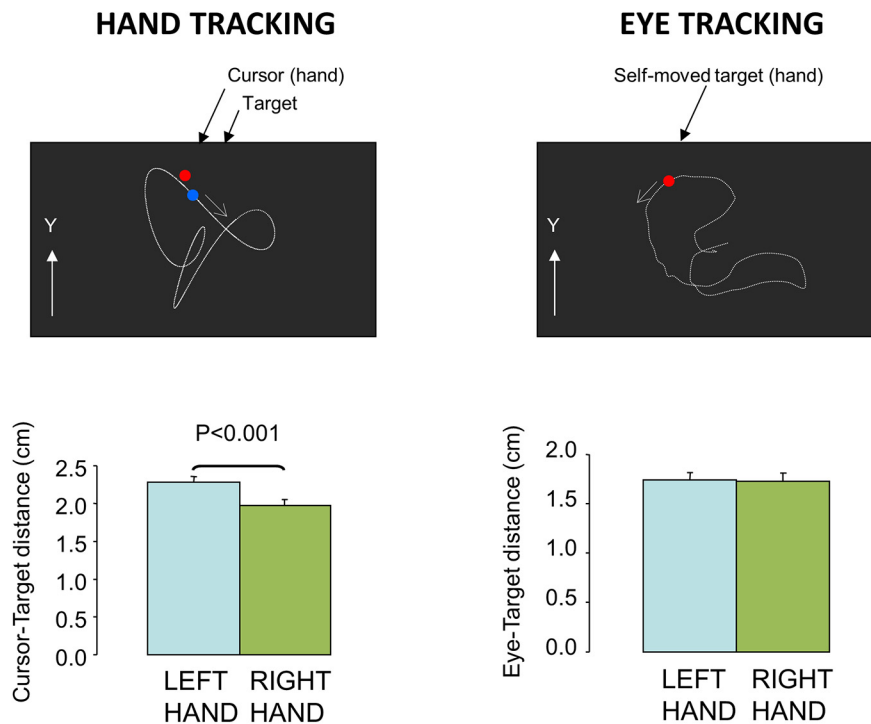 HAND TRACKING
Cursor (hand)
Target
Y
P<0.001
Cursor-Target distance (cm)
2.5
2.0
1.5
1.0
0.5
0.0
LEFT RIGHT
HAND HAND
EYE TRACKING
Self-moved target (hand)
Y
Eye-Target distance (cm)
2.0
1.5
1.0
0.5
0.0
LEFT RIGHT
HAND HAND